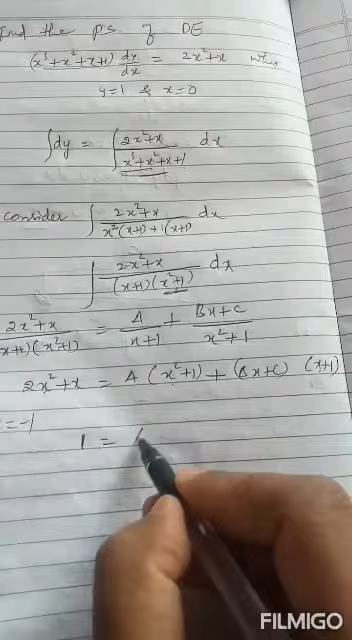 Find the P.S. of DE
(x³+x²+x+1) dy/dx = 2x²+x when
y=1 & x=0
∫dy = ∫ 2x²+x / x³+x²+x+1 dx
consider ∫ 2x²+x / x²(x+1)+1(x+1) dx
∫ 2x²+x / (x+1)(x²+1) dx
2x²+x / (x+1)(x²+1) = A / x+1 + Bx+C / x²+1
2x²+x = A(x²+1) + (Bx+C) (x+1)
=-1
1 =
FILMIGO